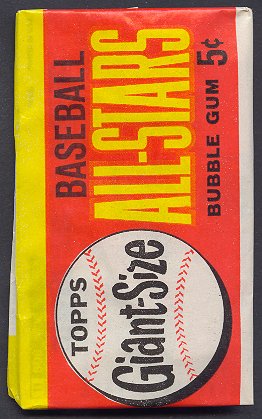 TOPPS
Giant-Size
BASEBALL
ALL-STARS
BUBBLE GUM 5¢